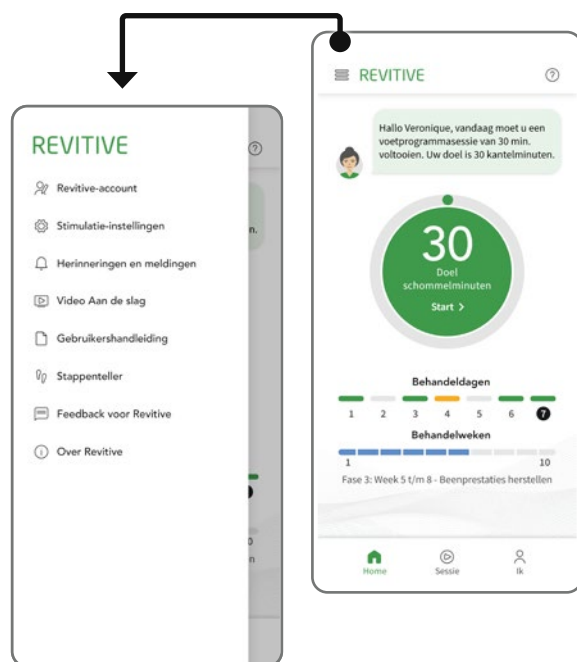 REVITIVE
Revitive-account
Stimulatie-instellingen
Herinneringen en meldingen
Video Aan de slag
Gebruikershandleiding
Stappenteller
Feedback voor Revitive
Over Revitive
?
n.
0
n
REVITIVE
?
Hallo Veronique, vandaag moet u een
voetprogrammasessie van 30 min.
voltooien. Uw doel is 30 kantelminuten.
30
Doel
schommelminuten
Start >
Behandeldagen
1 2 3 4 5 6 7
Behandelweken
1 10
Fase 3: Week 5 t/m 8 - Beenprestaties herstellen
Home Sessie Ik